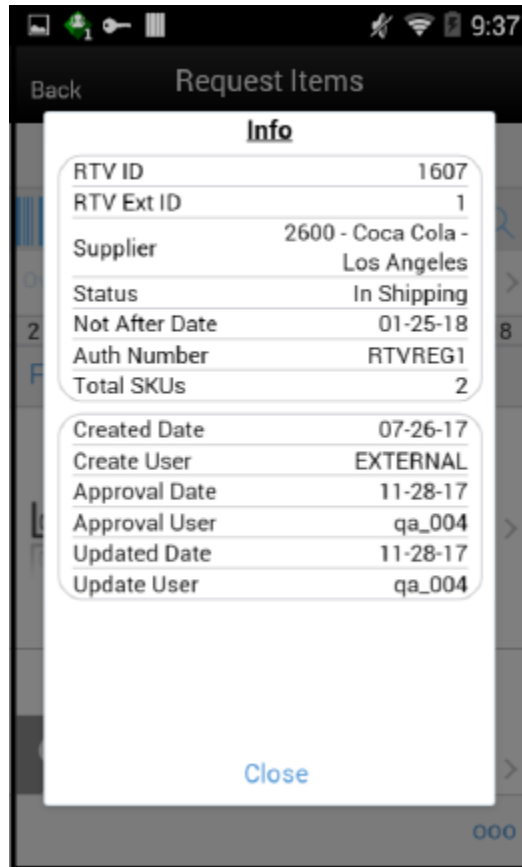 9:37
Back
Request Items
Info
RTV ID 1607
RTV Ext ID 1
Supplier 2600 - Coca Cola -
Los Angeles
Status In Shipping
Not After Date 01-25-18
Auth Number RTVREG1
Total SKUs 2
Created Date 07-26-17
Create User EXTERNAL
Approval Date 11-28-17
Approval User qa_004
Updated Date 11-28-17
Update User qa_004
Close